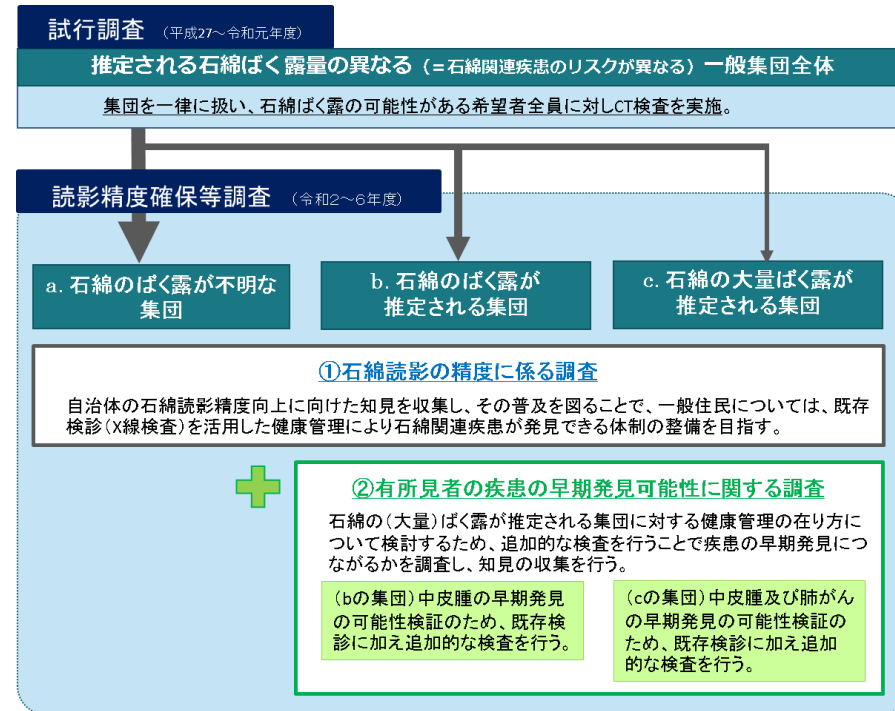 試行調査 （平成27～令和元年度）
推定される石綿ばく露量の異なる（＝石綿関連疾患のリスクが異なる）一般集団全体
集団を一律に扱い、石綿ばく露の可能性がある希望者全員に対しCT検査を実施。
読影精度確保等調査 （令和2～6年度）
a. 石綿のばく露が不明な
集団
b. 石綿のばく露が
推定される集団
c. 石綿の大量ばく露が
推定される集団
①石綿読影の精度に係る調査
自治体の石綿読影精度向上に向けた知見を収集し、その普及を図ることで、一般住民については、既存
検診（X線検査）を活用した健康管理により石綿関連疾患が発見できる体制の整備を目指す。
②有所見者の疾患の早期発見可能性に関する調査
石綿の（大量）ばく露が推定される集団に対する健康管理の在り方に
ついて検討するため、追加的な検査を行うことで疾患の早期発見につ
ながるかを調査し、知見の収集を行う。
（bの集団）中皮腫の早期発見
の可能性検証のため、既存検
診に加え追加的な検査を行う。
（cの集団）中皮腫及び肺がん
の早期発見の可能性検証の
ため、既存検診に加え追加
的な検査を行う。